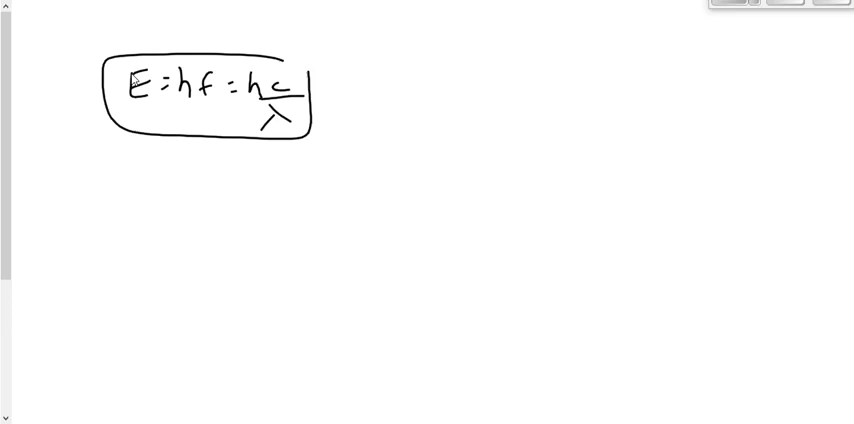 E = hf = hc/λ